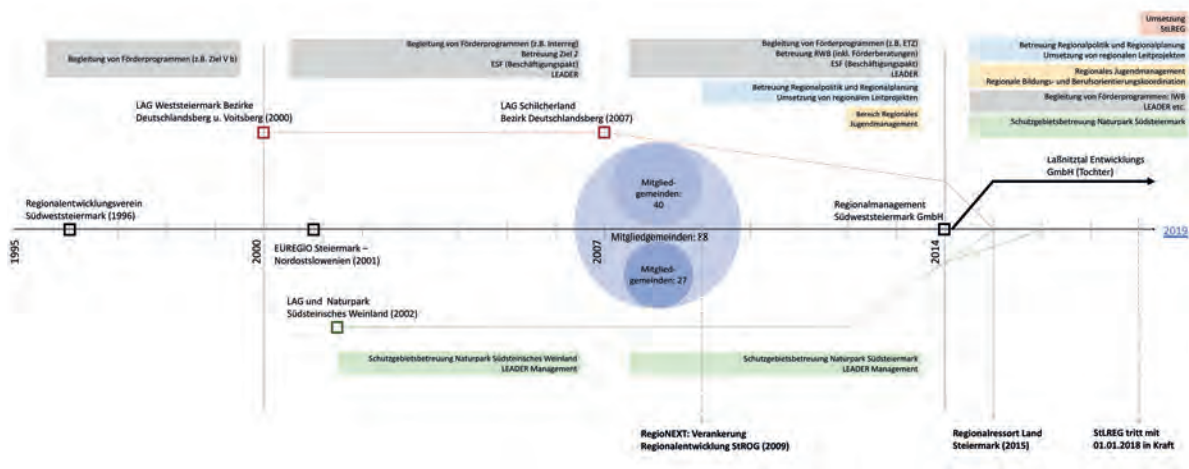 Umsetzung
StLREG
Begleitung von Förderprogrammen (z.B. Ziel V b)
Begleitung von Förderprogrammen (z.B. Interreg)
Betreuung Ziel 2
ESF (Beschäftigungspakt)
LEADER
Begleitung von Förderprogrammen (z.B. ETZ)
Betreuung RWB (inkl. Förderberatungen)
ESF (Beschäftigungspakt)
LEADER
Betreuung Regionalpolitik und Regionalplanung
Umsetzung von regionalen Leitprojekten
Bereich Regionales
Jugendmanagement
Betreuung Regionalpolitik und Regionalplanung
Umsetzung von regionalen Leitprojekten
Regionales Jugendmanagement
Regionale Bildungs- und Berufsorientierungskoordination
Begleitung von Förderprogrammen: IWB
LEADER etc.
Schutzgebietsbetreuung Naturpark Südsteiermark
LAG Weststeiermark Bezirke
Deutschlandsberg u. Voitsberg (2000)
LAG Schilcherland
Bezirk Deutschlandsberg (2007)
Laßnitztal Entwicklungs
GmbH (Tochter)
Mitglied-
gemeinden:
40
Regionalentwicklungsverein
Südweststeiermark (1996)
Regionalmanagement
Südweststeiermark GmbH
Mitgliedgemeinden: 88
1995
2000
2007
2014
2019
EUREGIO Steiermark –
Nordostslowenien (2001)
Mitglied-
gemeinden: 27
LAG und Naturpark
Südsteirisches Weinland (2002)
Schutzgebietsbetreuung Naturpark Südsteirisches Weinland
LEADER Management
Schutzgebietsbetreuung Naturpark Südsteiermark
LEADER Management
RegioNEXT: Verankerung
Regionalentwicklung StROG (2009)
Regionalressort Land
Steiermark (2015)
StLREG tritt mit
01.01.2018 in Kraft